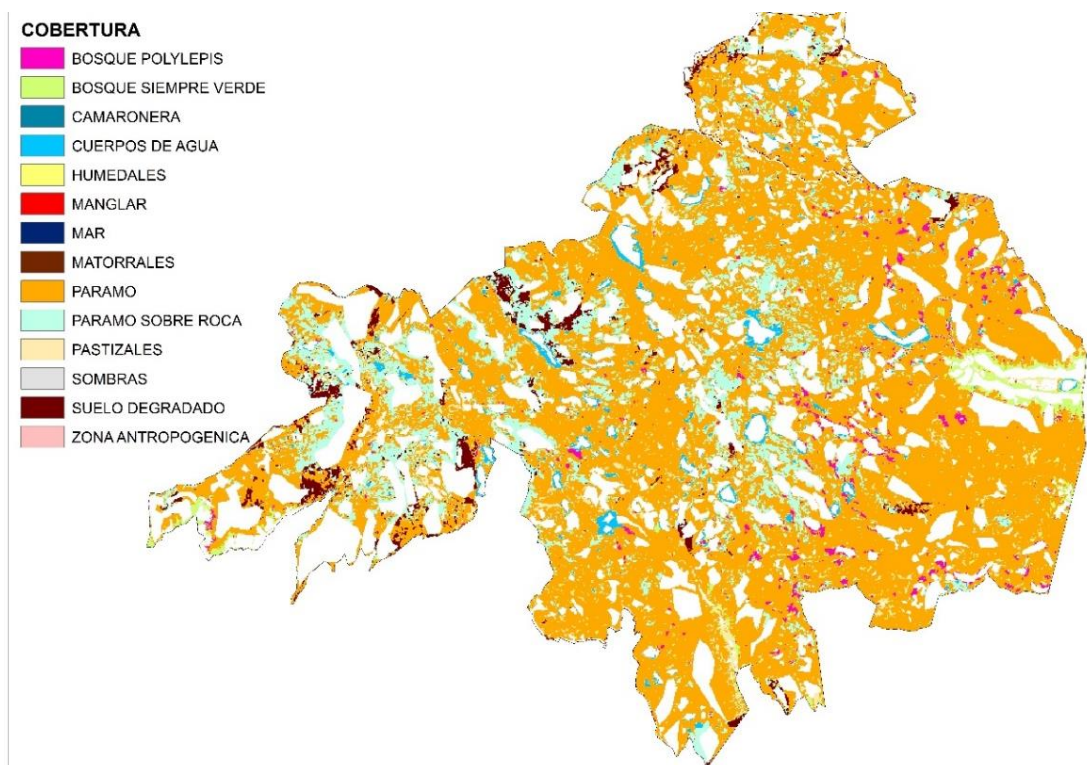 COBERTURA
BOSQUE POLYLEPIS
BOSQUE SIEMPRE VERDE
CAMARONERA
CUERPOS DE AGUA
HUMEDALES
MANGLAR
MAR
MATORRALES
PARAMO
PARAMO SOBRE ROCA
PASTIZALES
SOMBRAS
SUELO DEGRADADO
ZONA ANTROPOGENICA